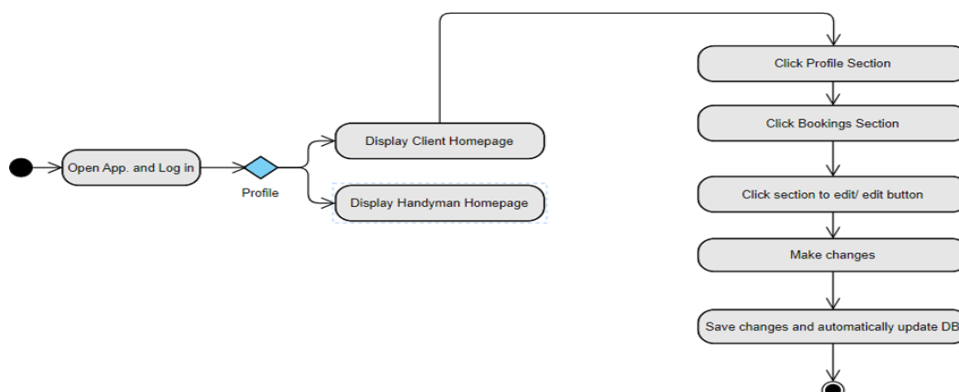 Open App. and Log in
Profile
Display Client Homepage
Display Handyman Homepage
Click Profile Section
Click Bookings Section
Click section to edit/ edit button
Make changes
Save changes and automatically update DB